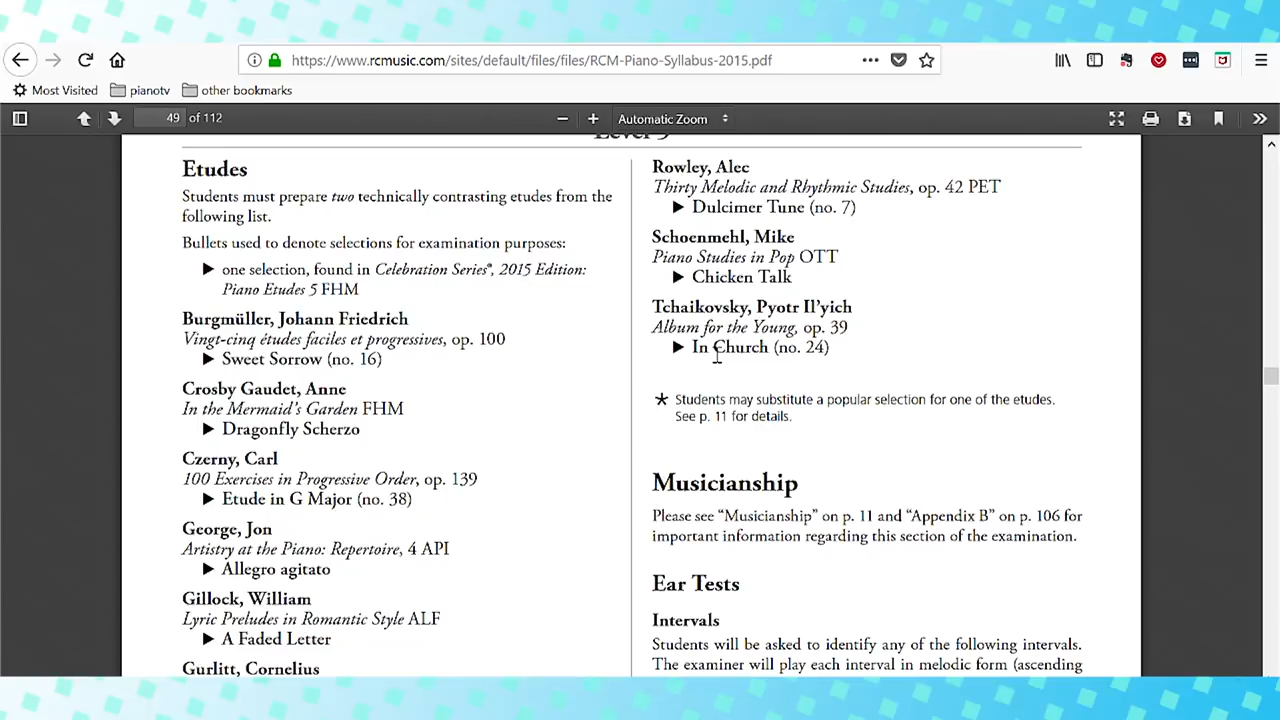 https://www.rcmusic.com/sites/default/files/files/RCM-Piano-Syllabus-2015.pdf
Most Visited
pianotv
other bookmarks
49 of 112
Automatic Zoom
Level 5
Etudes
Students must prepare two technically contrasting etudes from the
following list.
Bullets used to denote selections for examination purposes:
▶ one selection, found in Celebration Series®, 2015 Edition:
Piano Etudes 5 FHM
Burgmüller, Johann Friedrich
Vingt-cinq études faciles et progressives, op. 100
▶ Sweet Sorrow (no. 16)
Crosby Gaudet, Anne
In the Mermaid's Garden FHM
▶ Dragonfly Scherzo
Czerny, Carl
100 Exercises in Progressive Order, op. 139
▶ Etude in G Major (no. 38)
George, Jon
Artistry at the Piano: Repertoire, 4 API
▶ Allegro agitato
Gillock, William
Lyric Preludes in Romantic Style ALF
▶ A Faded Letter
Gurlitt, Cornelius
Rowley, Alec
Thirty Melodic and Rhythmic Studies, op. 42 PET
▶ Dulcimer Tune (no. 7)
Schoenmehl, Mike
Piano Studies in Pop OTT
▶ Chicken Talk
Tchaikovsky, Pyotr Il'yich
Album for the Young, op. 39
▶ In Church (no. 24)
* Students may substitute a popular selection for one of the etudes.
See p. 11 for details.
Musicianship
Please see “Musicianship” on p. 11 and “Appendix B” on p. 106 for
important information regarding this section of the examination.
Ear Tests
Intervals
Students will be asked to identify any of the following intervals.
The examiner will play each interval in melodic form (ascending